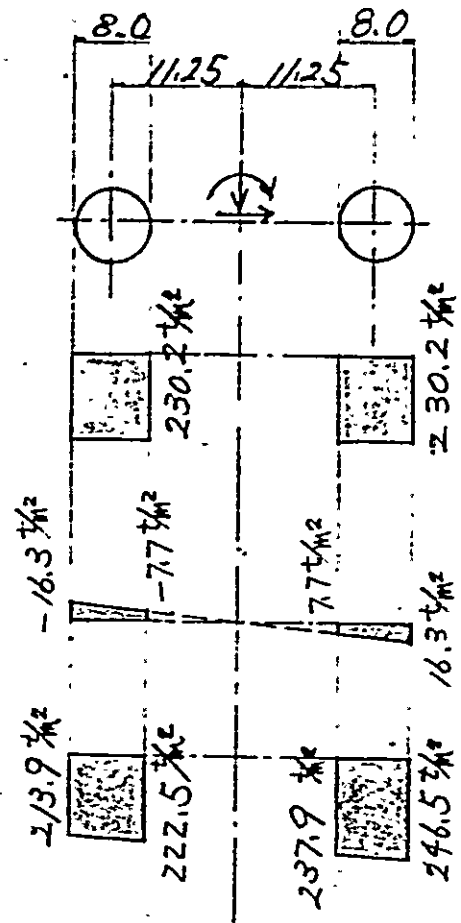 8.0 8.0
11.25 11.25
230.2 t/m²
230.2 t/m²
-16.3 t/m²
-7.7 t/m²
7.7 t/m²
16.3 t/m²
213.9 t/m²
222.5 t/m²
237.9 t/m²
246.5 t/m²